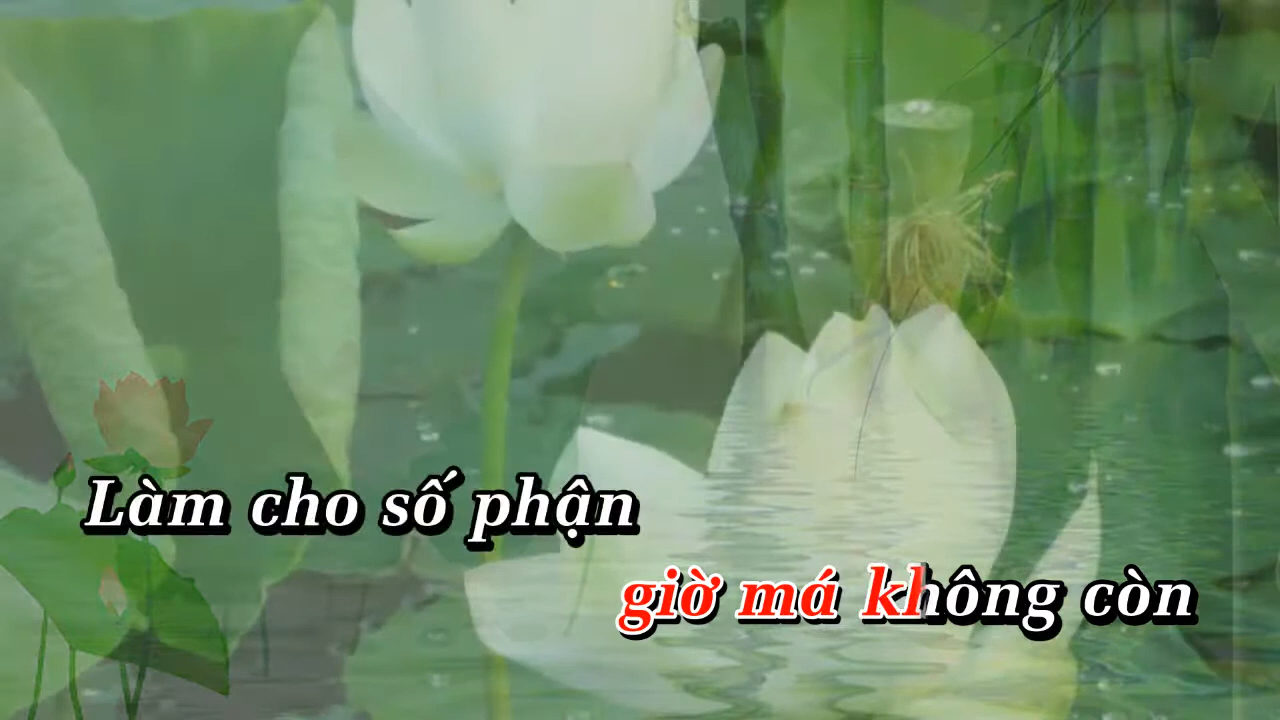 Làm cho số phận
giờ má không còn